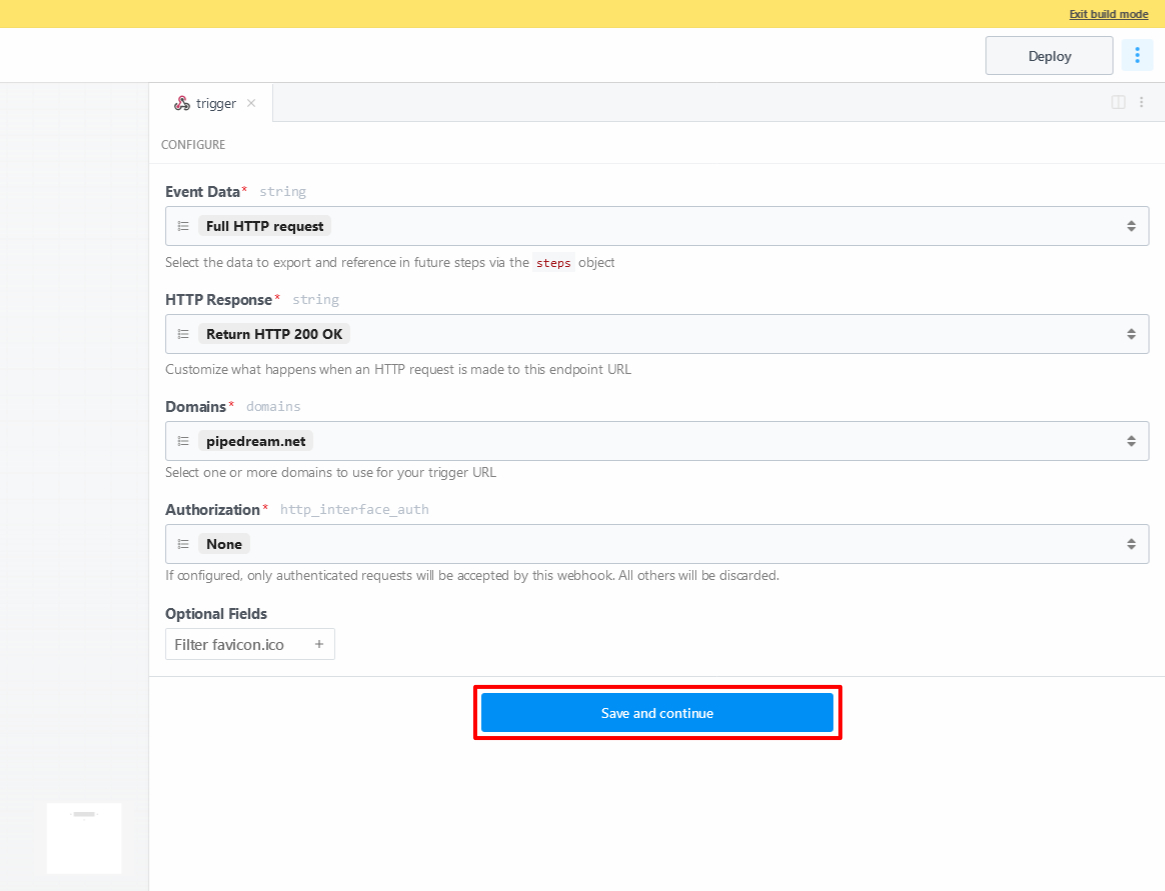 Exit build mode
Deploy
trigger
CONFIGURE
Event Data* string
Full HTTP request
Select the data to export and reference in future steps via the steps object
HTTP Response* string
Return HTTP 200 OK
Customize what happens when an HTTP request is made to this endpoint URL
Domains* domains
pipedream.net
Select one or more domains to use for your trigger URL
Authorization* http_interface_auth
None
If configured, only authenticated requests will be accepted by this webhook. All others will be discarded.
Optional Fields
Filter favicon.ico +
Save and continue